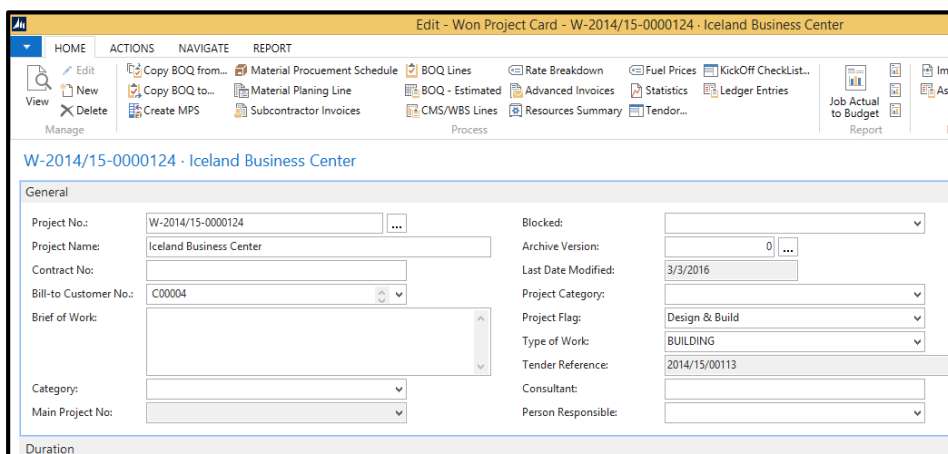 Edit - Won Project Card - W-2014/15-0000124 · Iceland Business Center
HOME ACTIONS NAVIGATE REPORT
Edit Copy BOQ from... Material Procurement Schedule BOQ Lines Rate Breakdown Fuel Prices KickOff CheckList... Im
View New Copy BOQ to... Material Planing Line BOQ - Estimated Advanced Invoices Statistics Ledger Entries Job Actual to Budget As
Delete Create MPS Subcontractor Invoices CMS/WBS Lines Resources Summary Tendor...
Manage Process Report
W-2014/15-0000124 · Iceland Business Center
General
Project No.: W-2014/15-0000124 ... Blocked:
Project Name: Iceland Business Center Archive Version: 0 ...
Contract No: Last Date Modified: 3/3/2016
Bill-to Customer No.: C00004 Project Category:
Brief of Work: Project Flag: Design & Build
Type of Work: BUILDING
Tender Reference: 2014/15/00113
Category: Consultant:
Main Project No: Person Responsible:
Duration